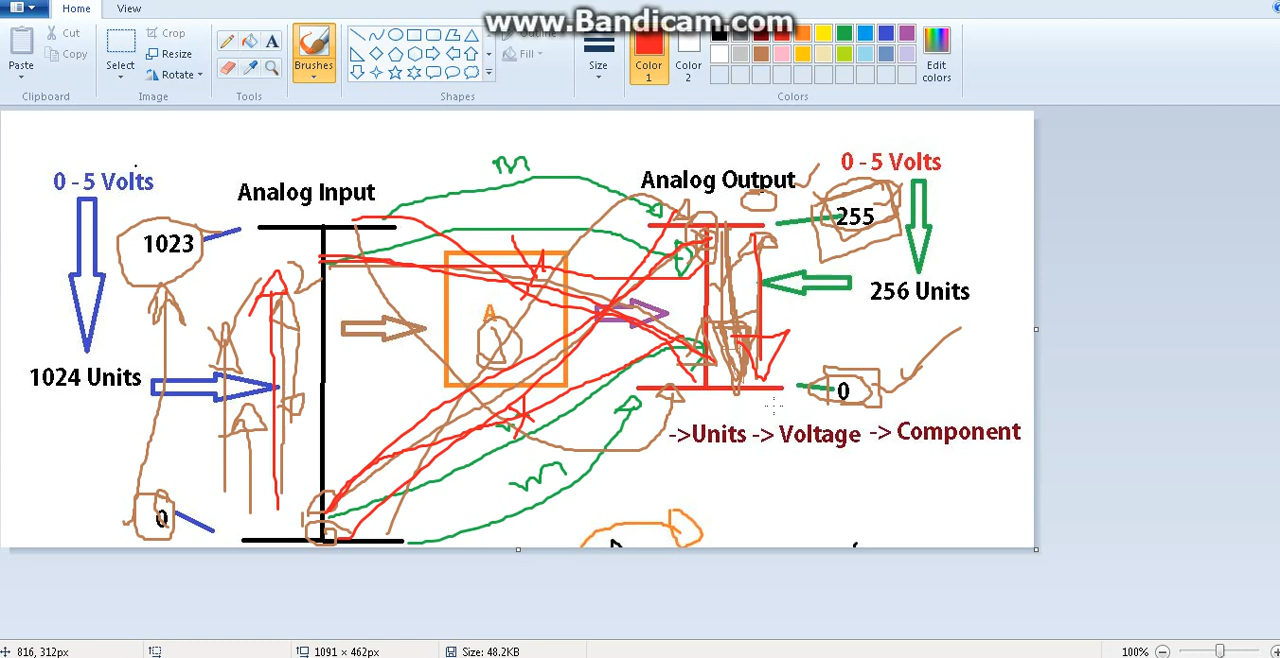 www.Bandicam.com
Home View
Paste
Cut
Copy
Clipboard
Select
Crop
Resize
Rotate
Image
A
Tools
Brushes
Outline
Fill
Shapes
Size
Color 1
Color 2
Edit colors
Colors
0 - 5 Volts
Analog Input
m
Analog Output
0 - 5 Volts
1023
255
256 Units
A
1024 Units
0
->Units -> Voltage -> Component
m
0
816, 312px
1091 × 462px
Size: 48.2KB
100%